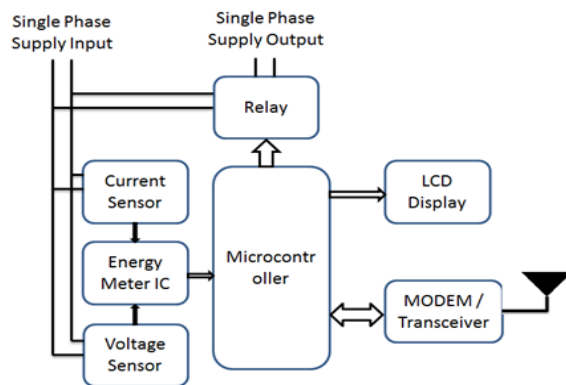 Single Phase
Supply Input
Single Phase
Supply Output
Relay
Current
Sensor
LCD
Display
Energy
Meter IC
Microcontr
oller
MODEM /
Transceiver
Voltage
Sensor